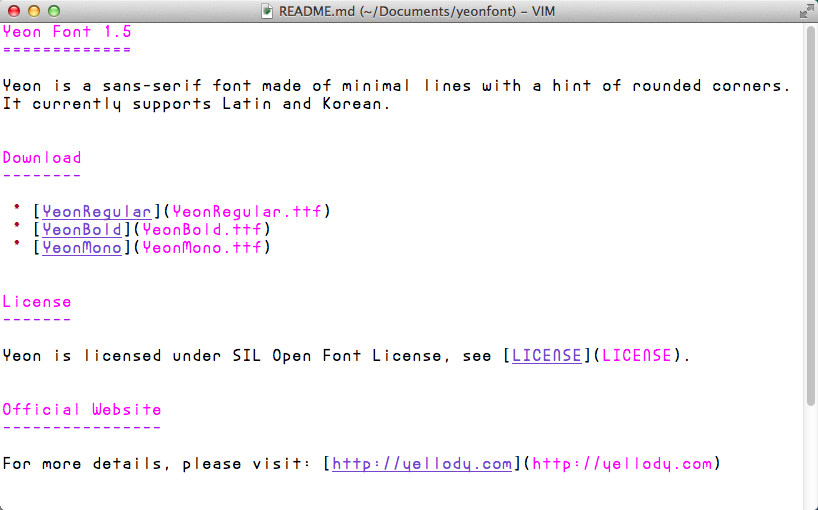 README.md (~/Documents/yeonfont) – VIM
Yeon Font 1.5
=============
Yeon is a sans-serif font made of minimal lines with a hint of rounded corners.
It currently supports Latin and Korean.
Download
--------
* [YeonRegular](YeonRegular.ttf)
* [YeonBold](YeonBold.ttf)
* [YeonMono](YeonMono.ttf)
License
-------
Yeon is licensed under SIL Open Font License, see [LICENSE](LICENSE).
Official Website
----------------
For more details, please visit: [http://yellody.com](http://yellody.com)